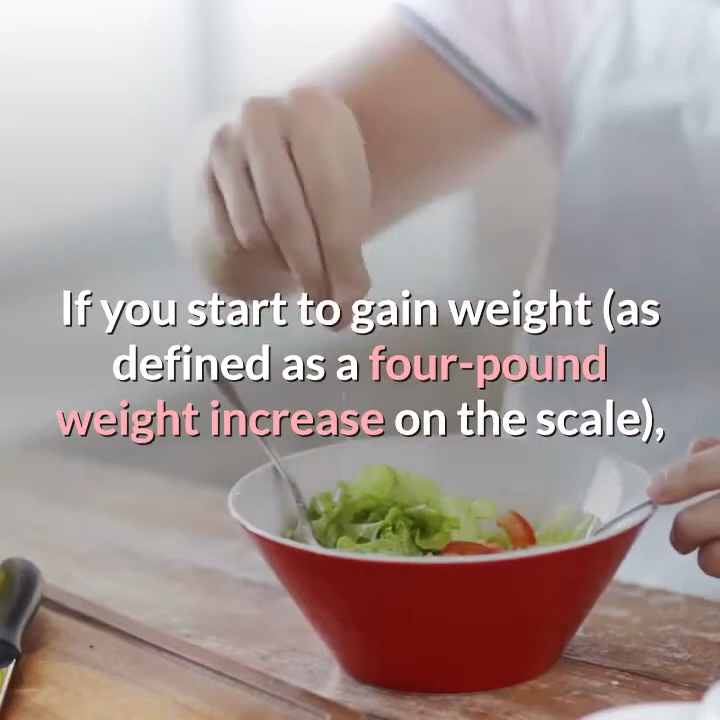 If you start to gain weight (as
defined as a four-pound
weight increase on the scale),